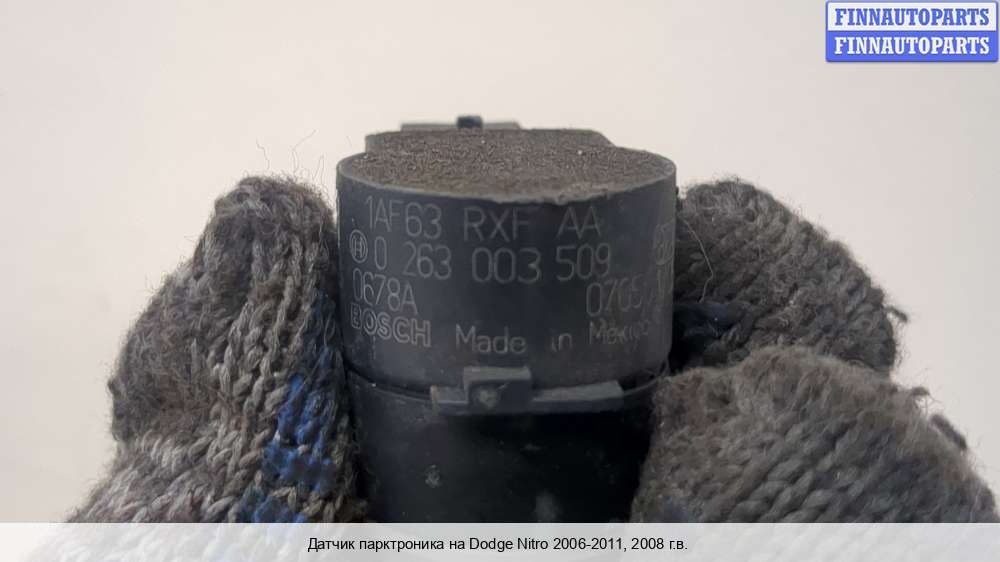 FINNAUTOPARTS
FINNAUTOPARTS
1AF63 RXF AA
0 263 003 509
0678A
BOSCH Made in Mexico
Датчик парктроника на Dodge Nitro 2006-2011, 2008 г.в.